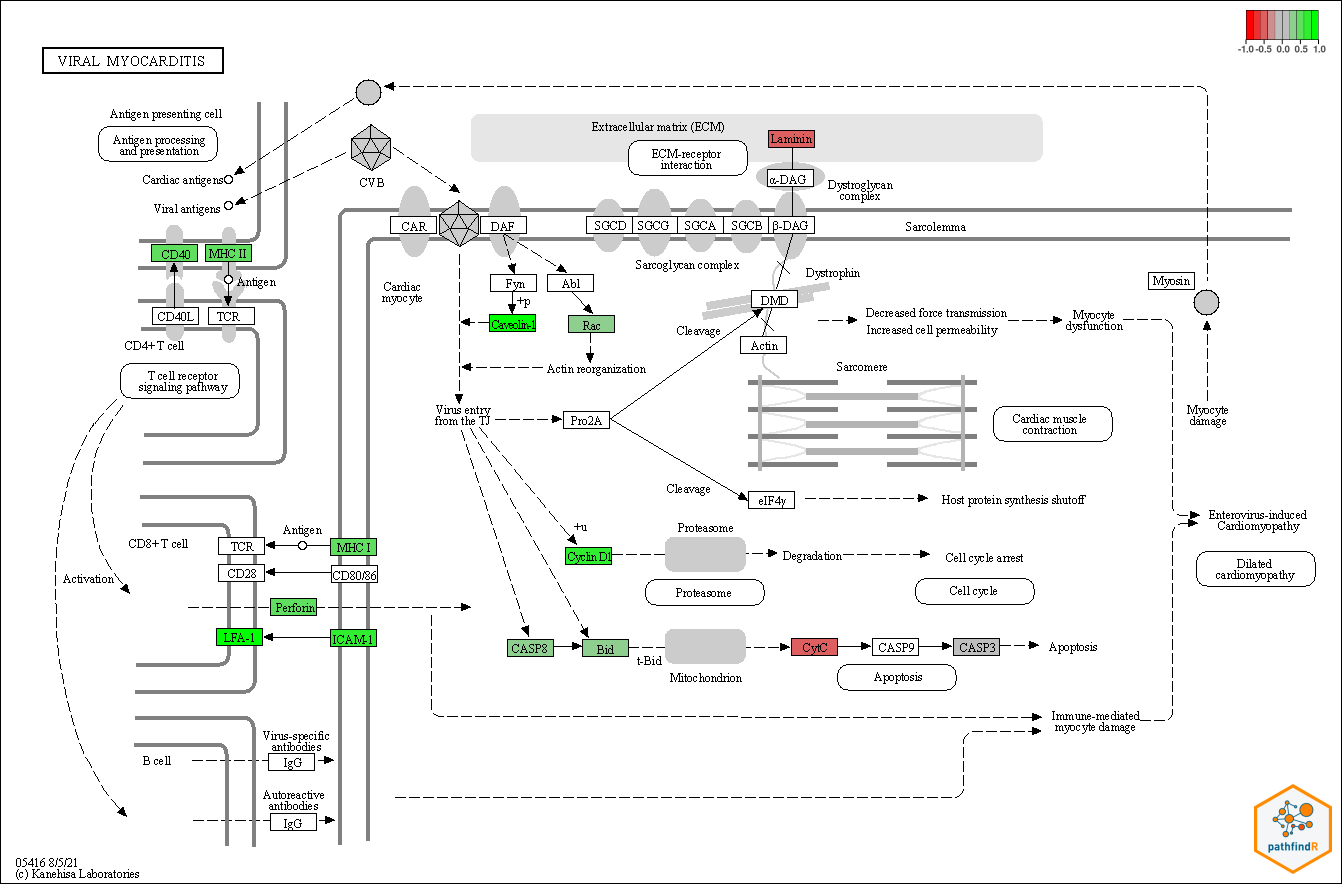 VIRAL MYOCARDITIS
-1.0 -0.5 0.0 0.5 1.0
Antigen presenting cell
Antigen processing
and presentation
Cardiac antigens
Viral antigens
CVB
Extracellular matrix (ECM)
Laminin
ECM-receptor
interaction
α-DAG
Dystroglycan
complex
CAR
DAF
SGCD
SGCG
SGCA
SGCB
β-DAG
Sarcolemma
CD40
MHC II
Antigen
CD40L
TCR
CD4+T cell
T cell receptor
signaling pathway
Sarcoglycan complex
Dystrophin
Cardiac
myocyte
Fyn
Abl
+p
Caveolin-1
Rac
Actin reorganization
DMD
Cleavage
Actin
Decreased force transmission
Increased cell permeability
Myocyte
dysfunction
Myosin
Sarcomere
Virus entry
from the TJ
Pro2A
Cardiac muscle
contraction
Myocyte
damage
Cleavage
eIF4γ
Host protein synthesis shutoff
Enterovirus-induced
Cardiomyopathy
Dilated
cardiomyopathy
CD8+T cell
TCR
Antigen
MHC I
CD28
CD80/86
Activation
Perforin
LFA-1
ICAM-1
+u
Cyclin D1
Proteasome
Degradation
Cell cycle arrest
Proteasome
Cell cycle
CASP8
Bid
t-Bid
Mitochondrion
CytC
CASP9
CASP3
Apoptosis
Apoptosis
Immune-mediated
myocyte damage
Virus-specific
antibodies
B cell
IgG
Autoreactive
antibodies
IgG
05416 8/5/21
(c) Kanehisa Laboratories
pathfindR